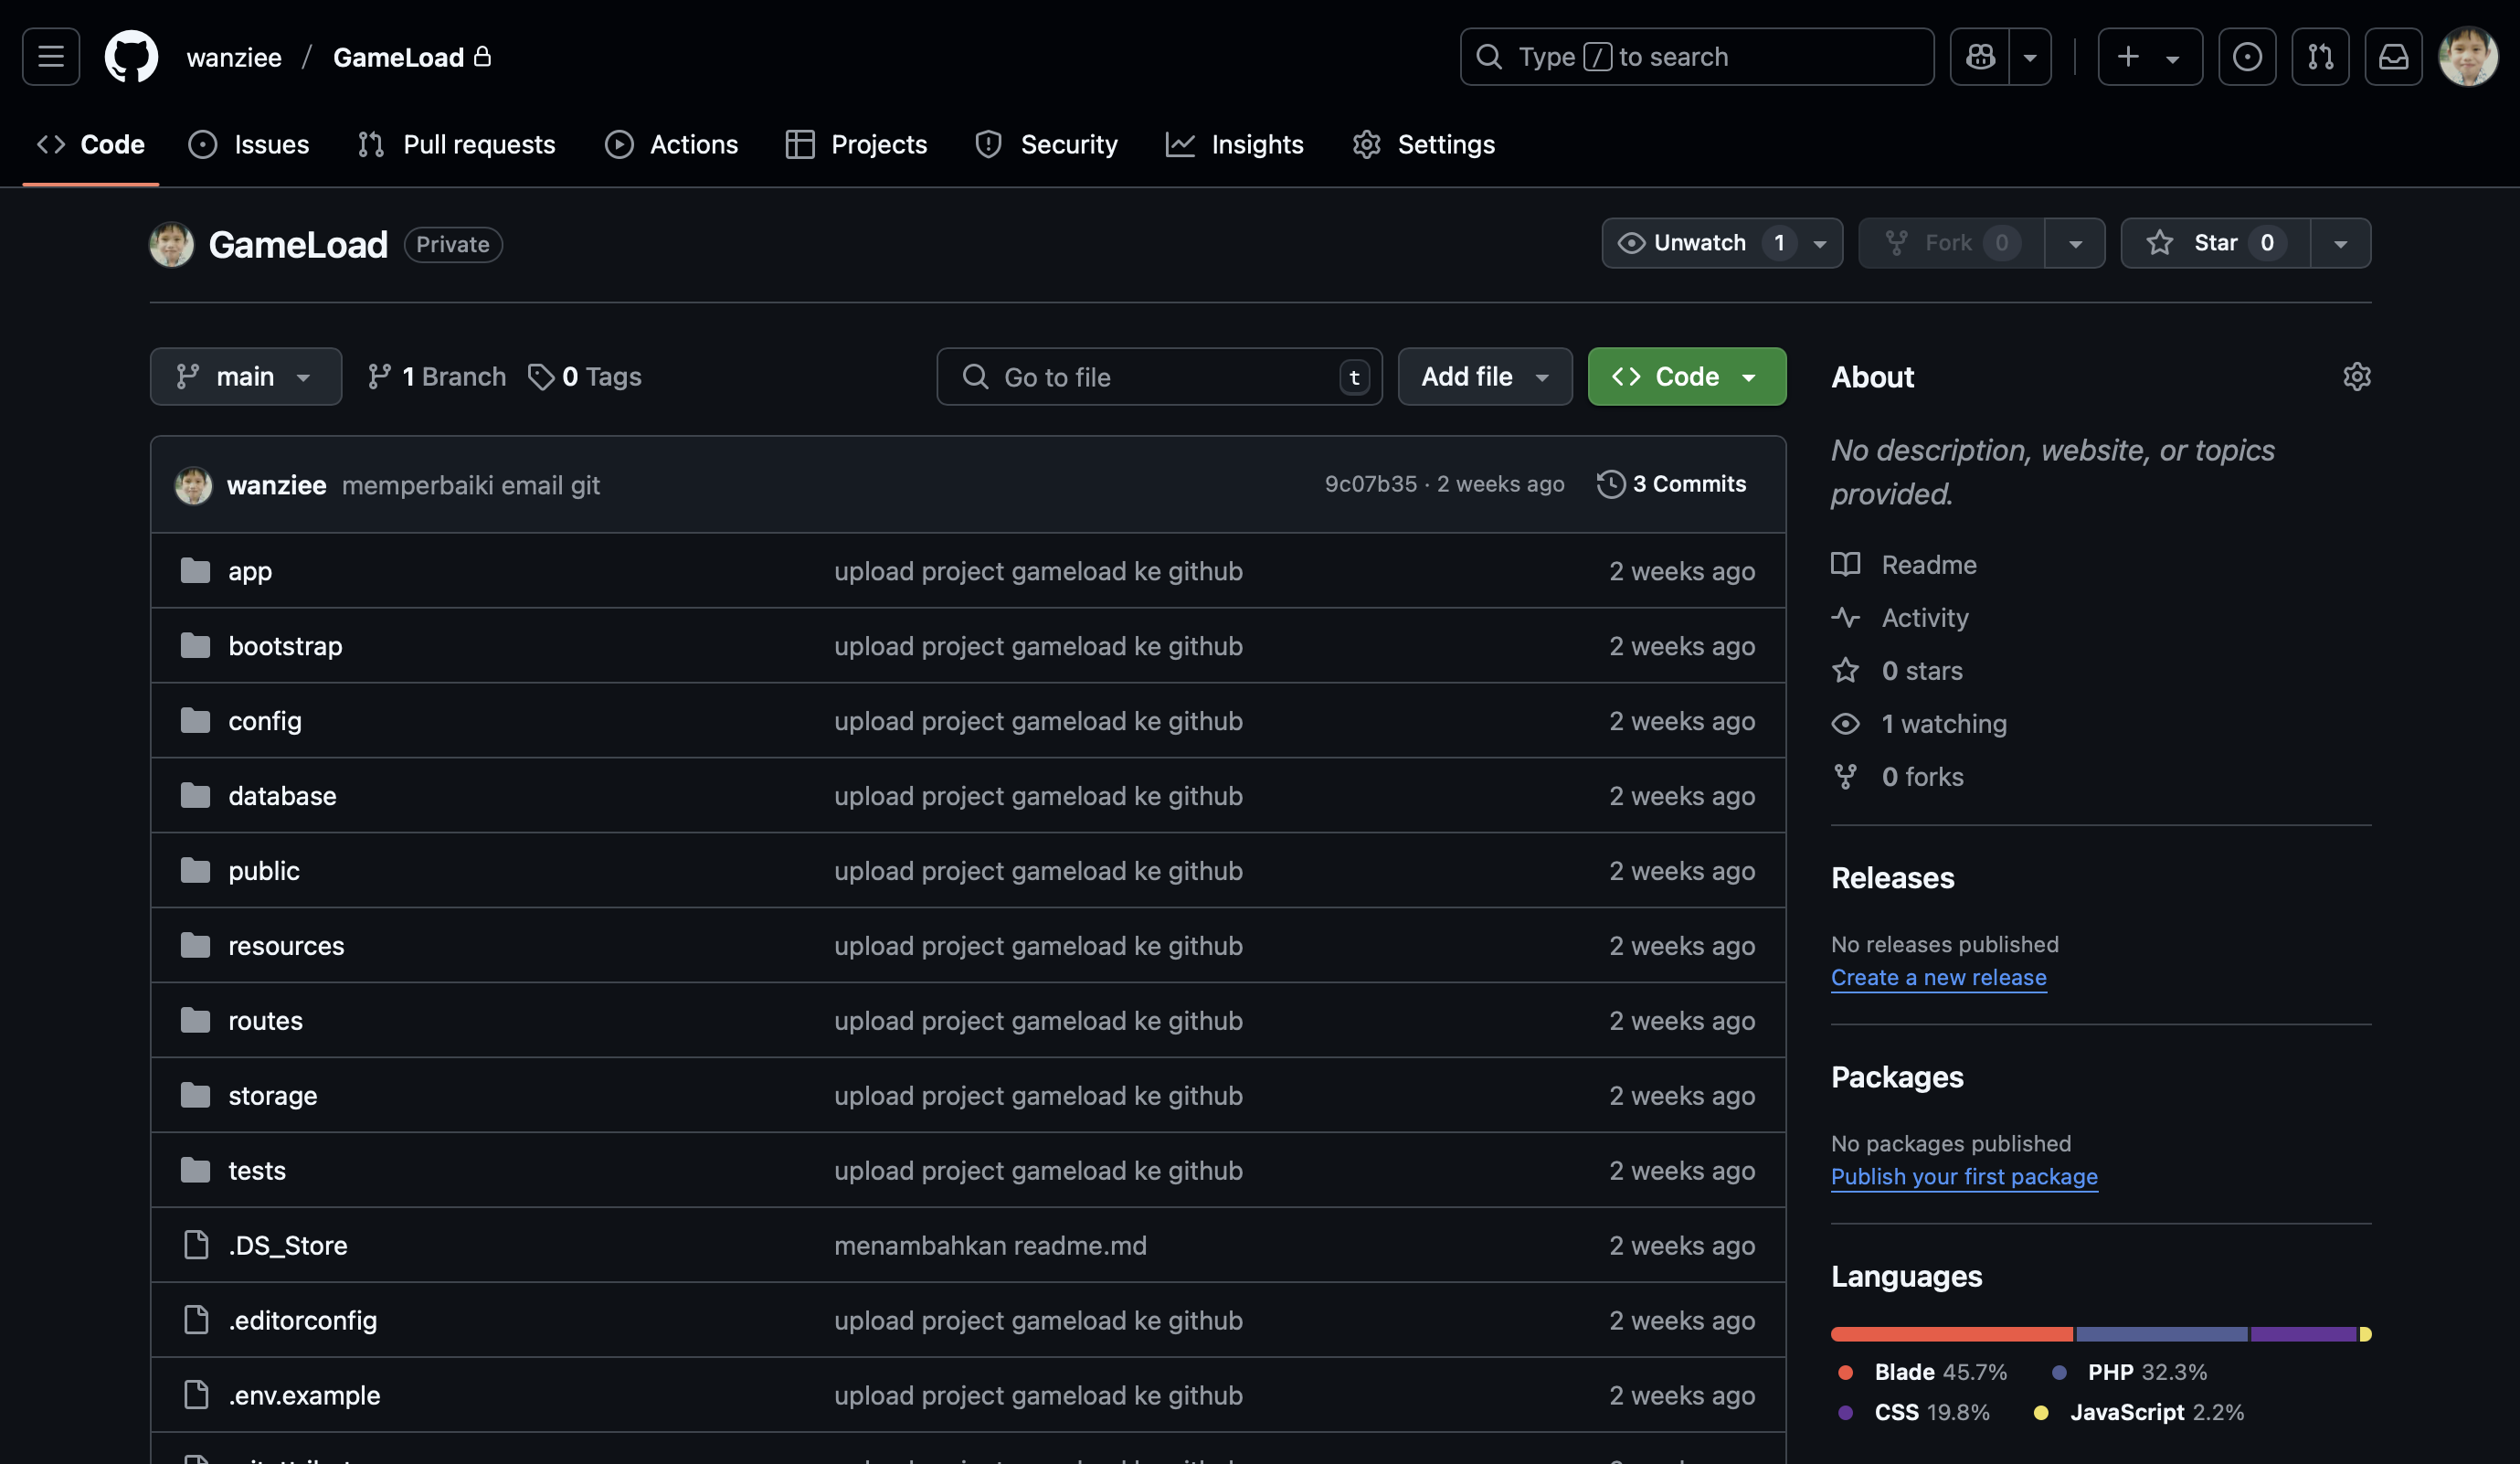 wanziee / GameLoad
Type / to search
Code
Issues
Pull requests
Actions
Projects
Security
Insights
Settings
GameLoad Private
Unwatch 1
Fork 0
Star 0
main
1 Branch
0 Tags
Go to file t
Add file
Code
wanziee memperbaiki email git 9c07b35 · 2 weeks ago 3 Commits
app upload project gameload ke github 2 weeks ago
bootstrap upload project gameload ke github 2 weeks ago
config upload project gameload ke github 2 weeks ago
database upload project gameload ke github 2 weeks ago
public upload project gameload ke github 2 weeks ago
resources upload project gameload ke github 2 weeks ago
routes upload project gameload ke github 2 weeks ago
storage upload project gameload ke github 2 weeks ago
tests upload project gameload ke github 2 weeks ago
.DS_Store menambahkan readme.md 2 weeks ago
.editorconfig upload project gameload ke github 2 weeks ago
.env.example upload project gameload ke github 2 weeks ago
About
No description, website, or topics
provided.
Readme
Activity
0 stars
1 watching
0 forks
Releases
No releases published
Create a new release
Packages
No packages published
Publish your first package
Languages
Blade 45.7% PHP 32.3%
CSS 19.8% JavaScript 2.2%